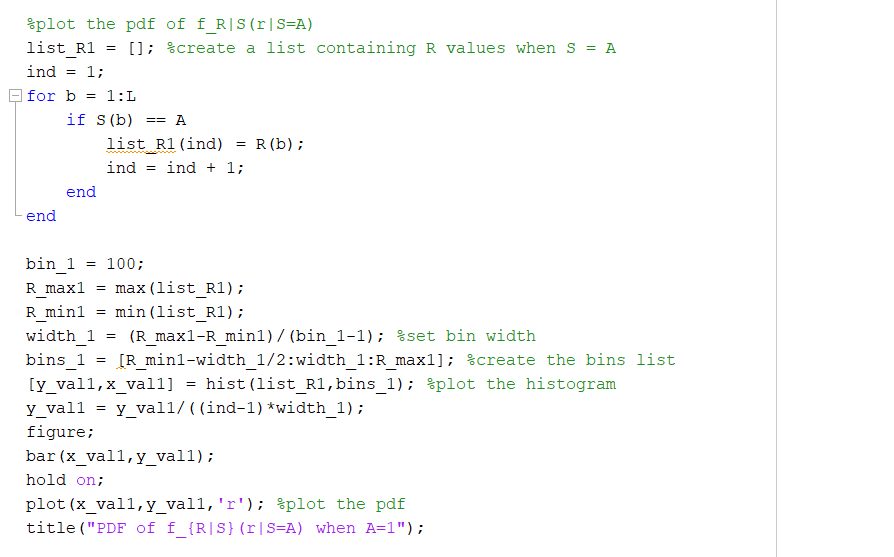 %plot the pdf of f_R|S(r|S=A)
list_R1 = []; %create a list containing R values when S = A
ind = 1;
for b = 1:L
    if S(b) == A
        list_R1(ind) = R(b);
        ind = ind + 1;
    end
end

bin_1 = 100;
R_max1 = max(list_R1);
R_min1 = min(list_R1);
width_1 = (R_max1-R_min1)/(bin_1-1); %set bin width
bins_1 = [R_min1-width_1/2:width_1:R_max1]; %create the bins list
[y_val1,x_val1] = hist(list_R1,bins_1); %plot the histogram
y_val1 = y_val1/((ind-1)*width_1);
figure;
bar(x_val1,y_val1);
hold on;
plot(x_val1,y_val1,'r'); %plot the pdf
title("PDF of f_{R|S}(r|S=A) when A=1");